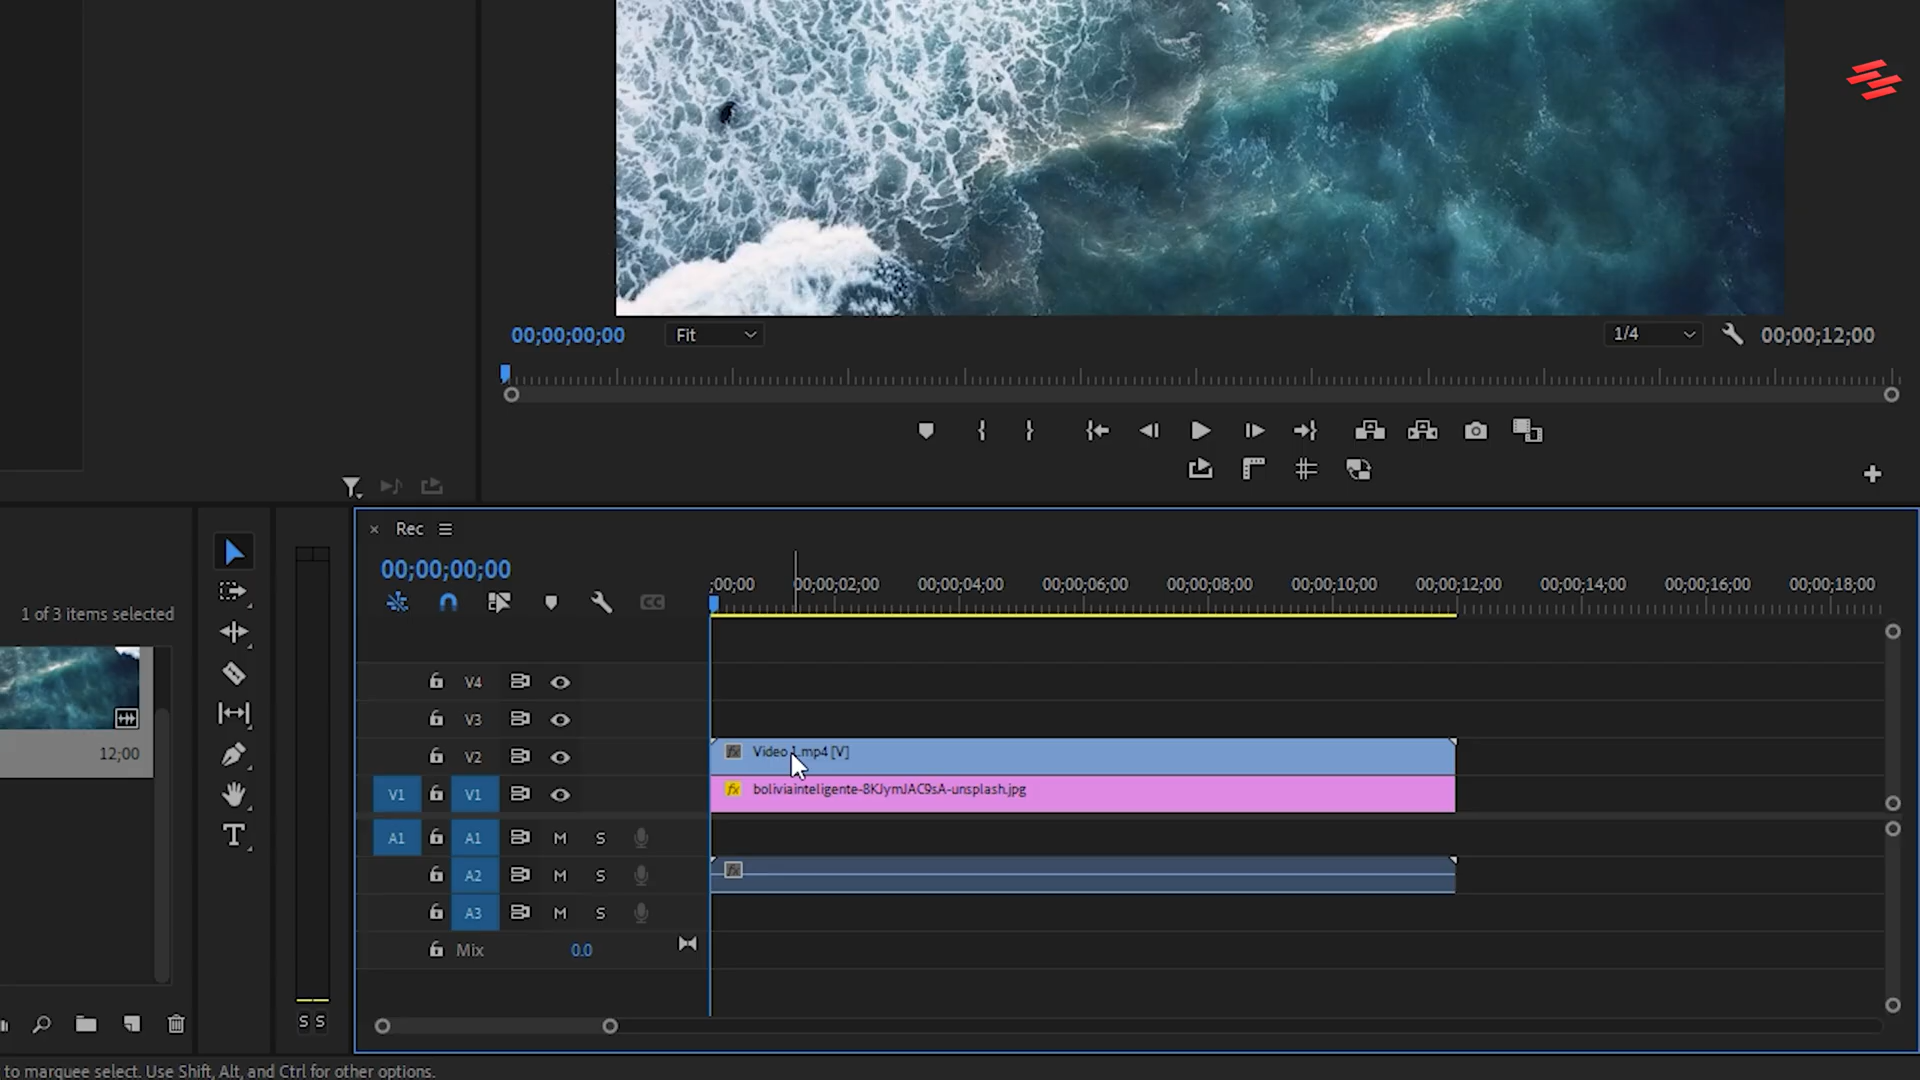 00;00;00;00
Fit
1/4
00;00;12;00
Rec
00;00;00;00
;00;00
00;00;02;00
00;00;04;00
00;00;06;00
00;00;08;00
00;00;10;00
00;00;12;00
00;00;14;00
00;00;16;00
00;00;18;00
CC
1 of 3 items selected
12;00
V4
V3
V2
fx Video 1.mp4 [V]
V1 V1
fx boliviainteligente-8KJymJAC9sA-unsplash.jpg
A1 A1 M S
A2 M S
fx
A3 M S
Mix 0.0
S S
T
to marquee select. Use Shift, Alt, and Ctrl for other options.